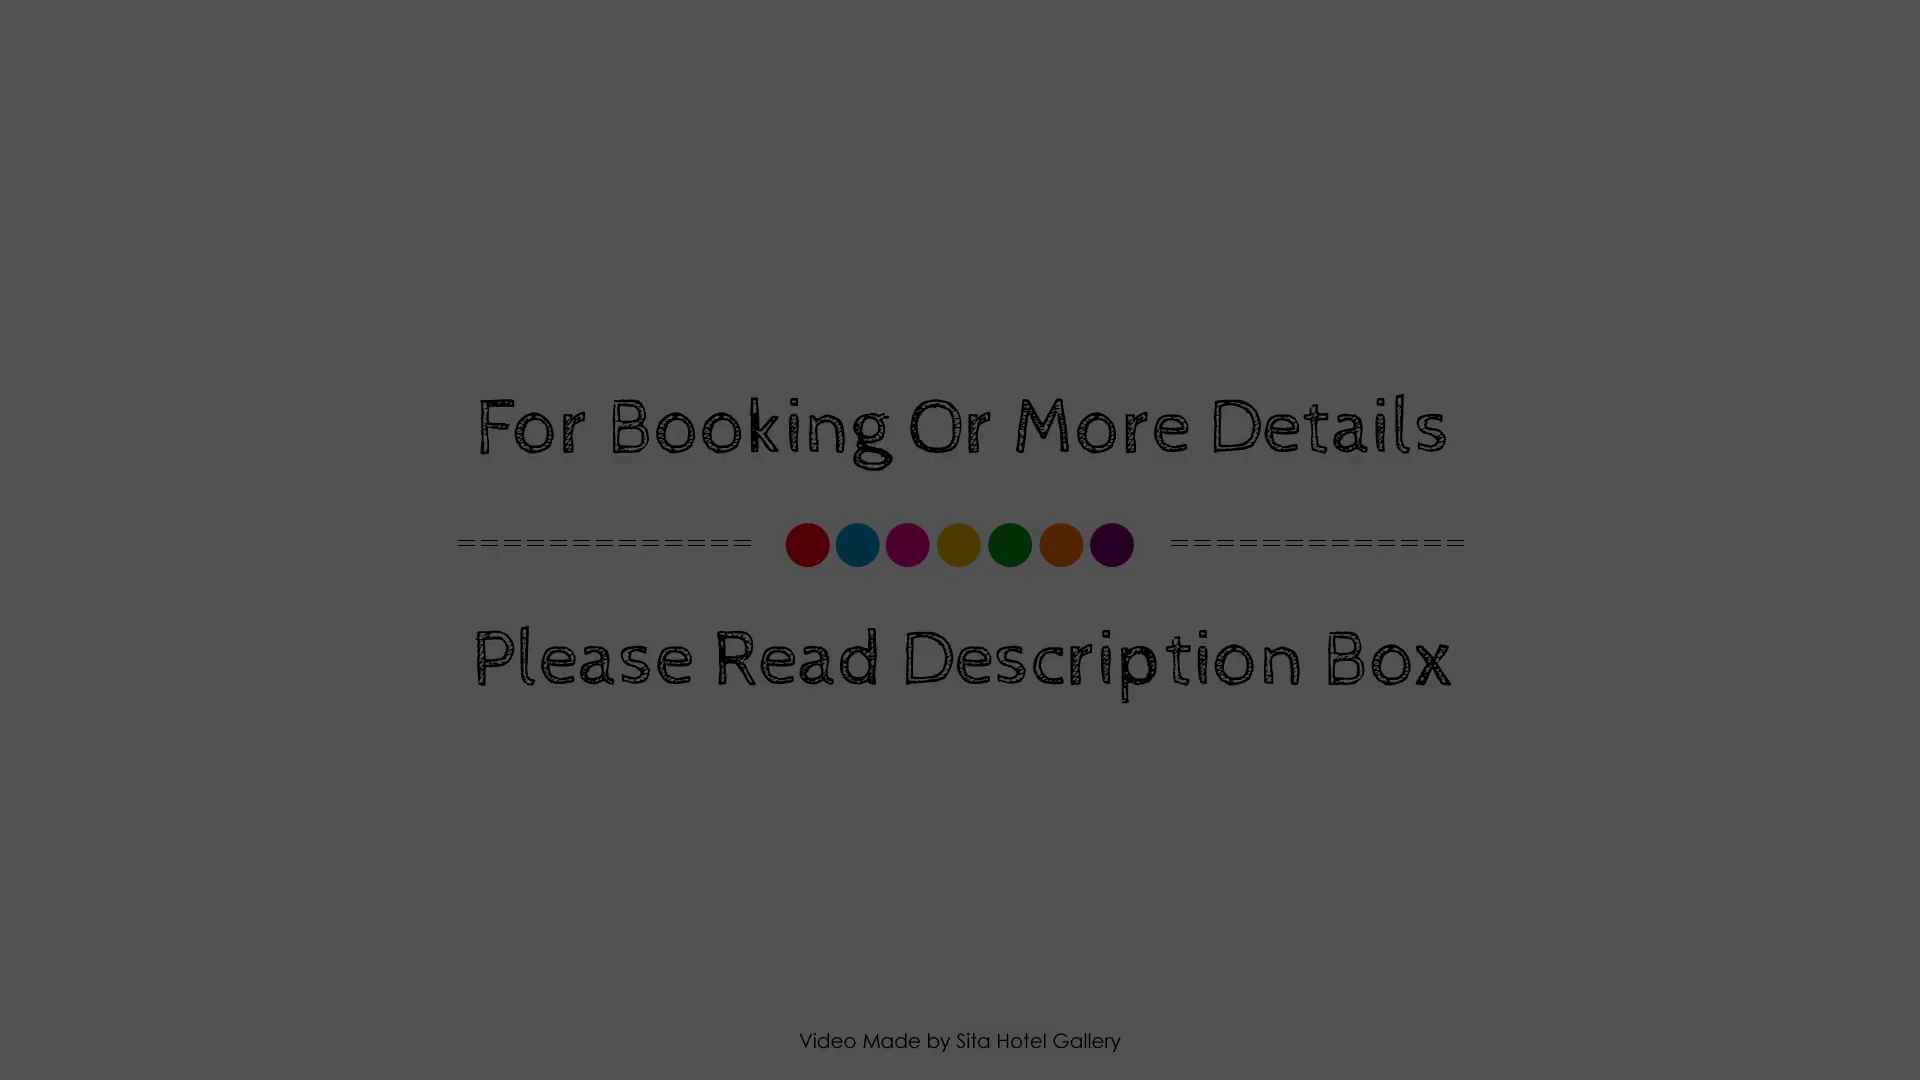 For Booking Or More Details
============= =============
Please Read Description Box
Video Made by Sita Hotel Gallery